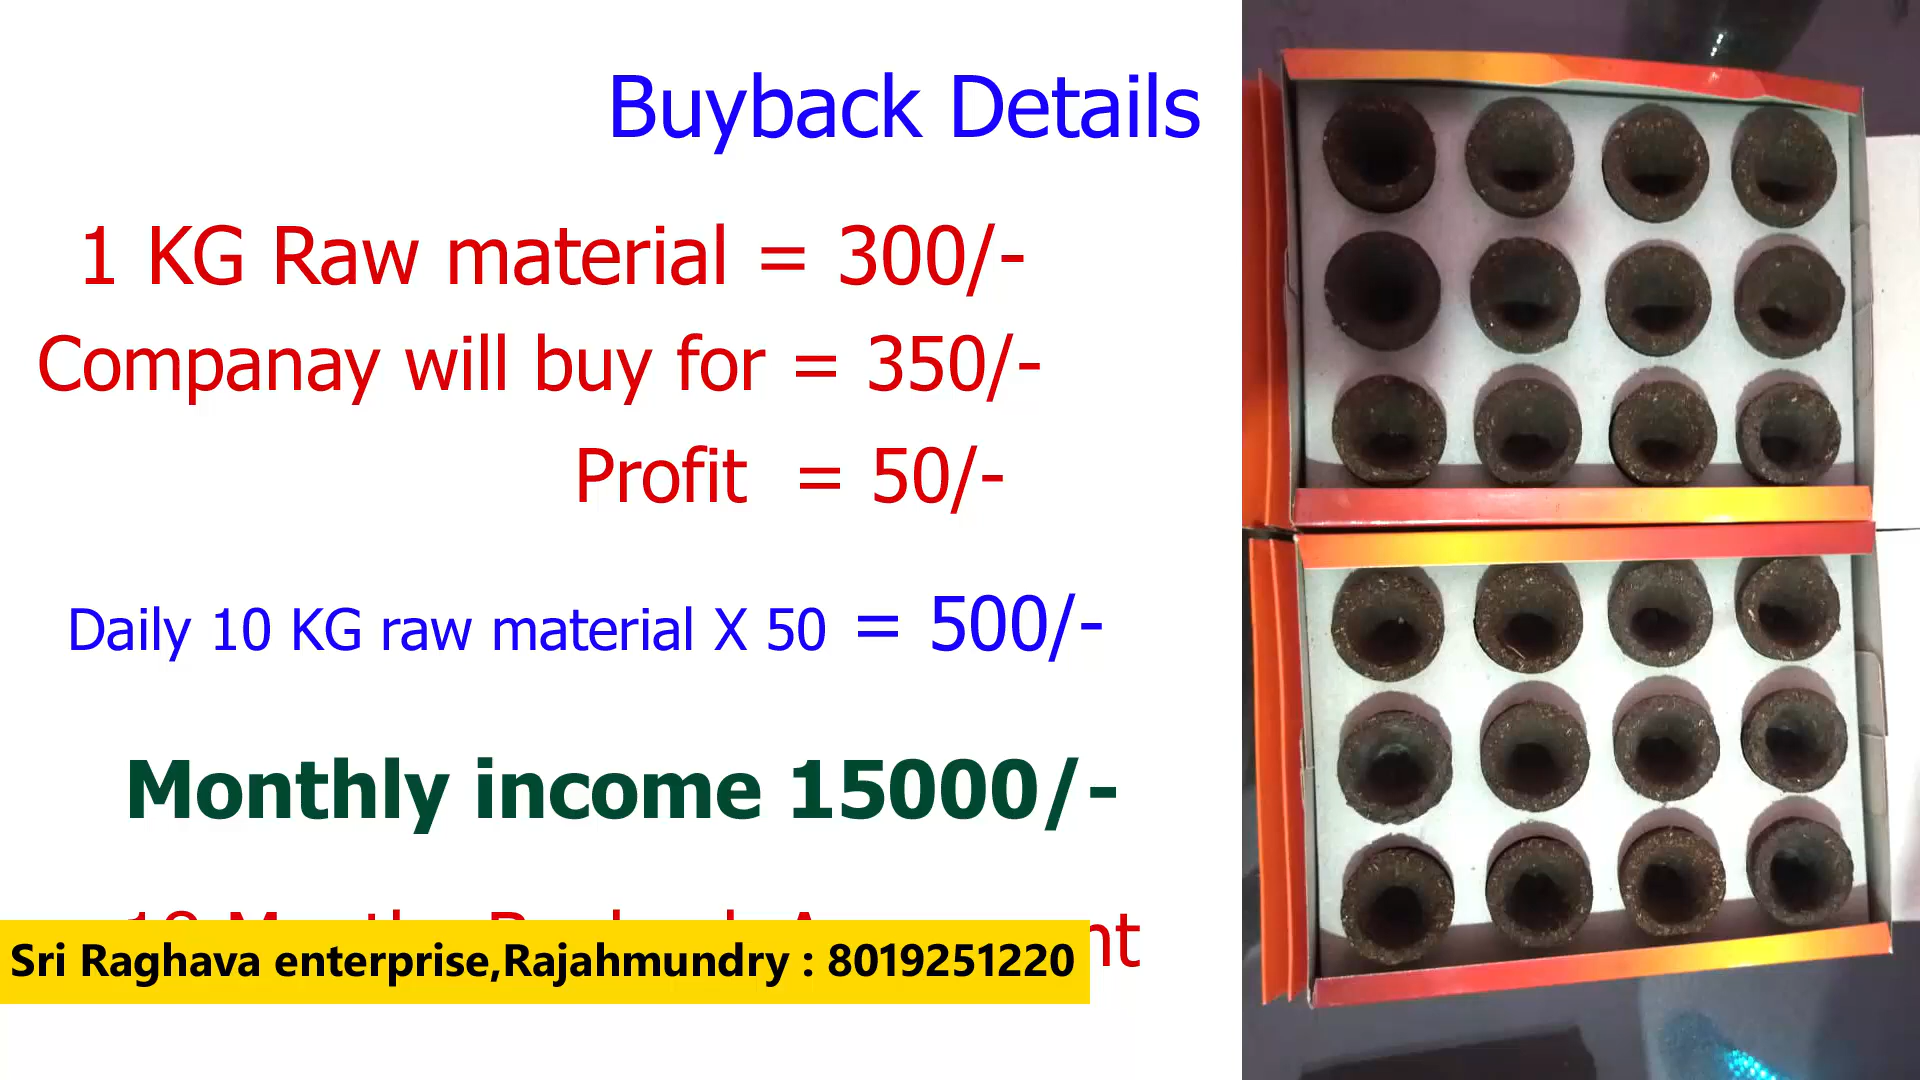 Buyback Details
1 KG Raw material = 300/-
Companay will buy for = 350/-
Profit = 50/-
Daily 10 KG raw material X 50 = 500/-
Monthly income 15000/-
Sri Raghava enterprise,Rajahmundry : 8019251220